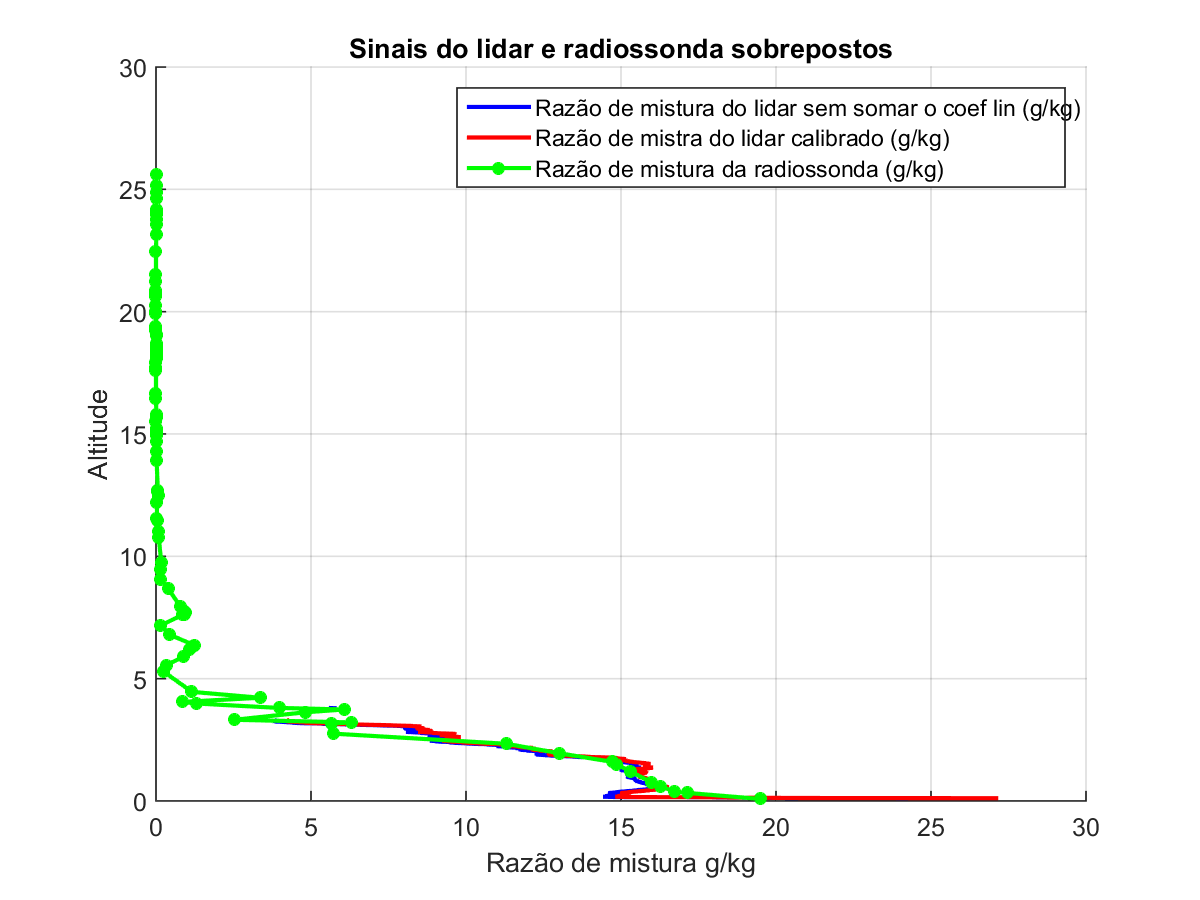 Sinais do lidar e radiossonda sobrepostos
30
Razão de mistura do lidar sem somar o coef lin (g/kg)
Razão de mistra do lidar calibrado (g/kg)
Razão de mistura da radiossonda (g/kg)
25
20
15
10
5
0
Altitude
0 5 10 15 20 25 30
Razão de mistura g/kg